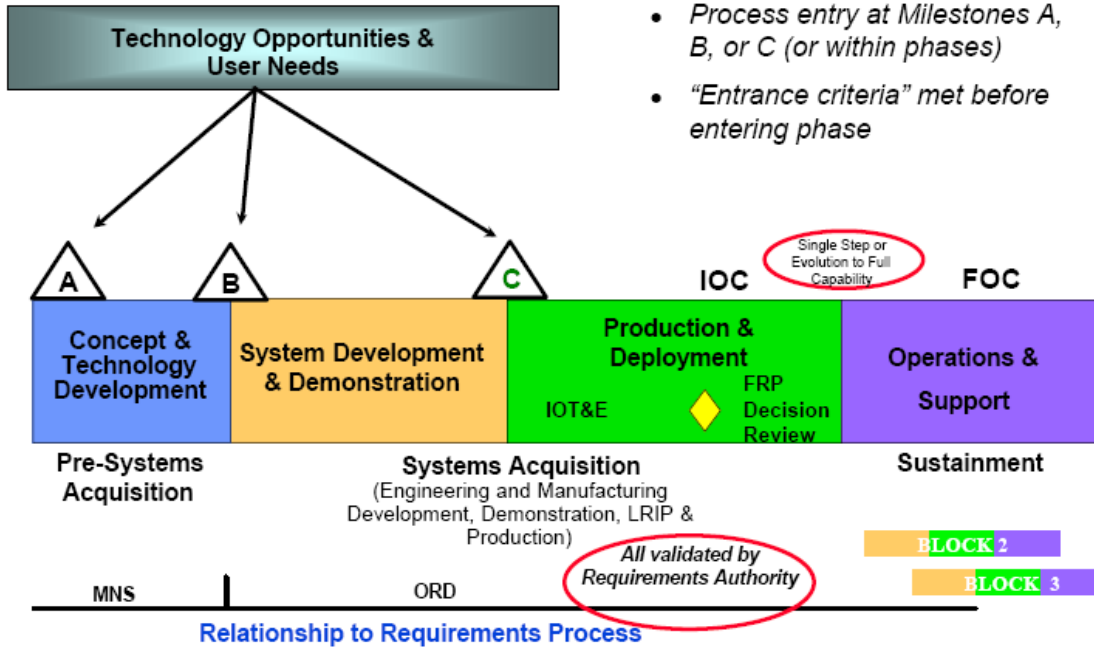 Technology Opportunities &
User Needs
• Process entry at Milestones A,
B, or C (or within phases)
• “Entrance criteria” met before
entering phase
A
B
C
IOC
Single Step or
Evolution to Full
Capability
FOC
Concept &
Technology
Development
System Development
& Demonstration
Production &
Deployment
IOT&E
FRP
Decision
Review
Operations &
Support
Pre-Systems
Acquisition
Systems Acquisition
(Engineering and Manufacturing
Development, Demonstration, LRIP &
Production)
Sustainment
BLOCK 2
BLOCK 3
All validated by
Requirements Authority
MNS
ORD
Relationship to Requirements Process